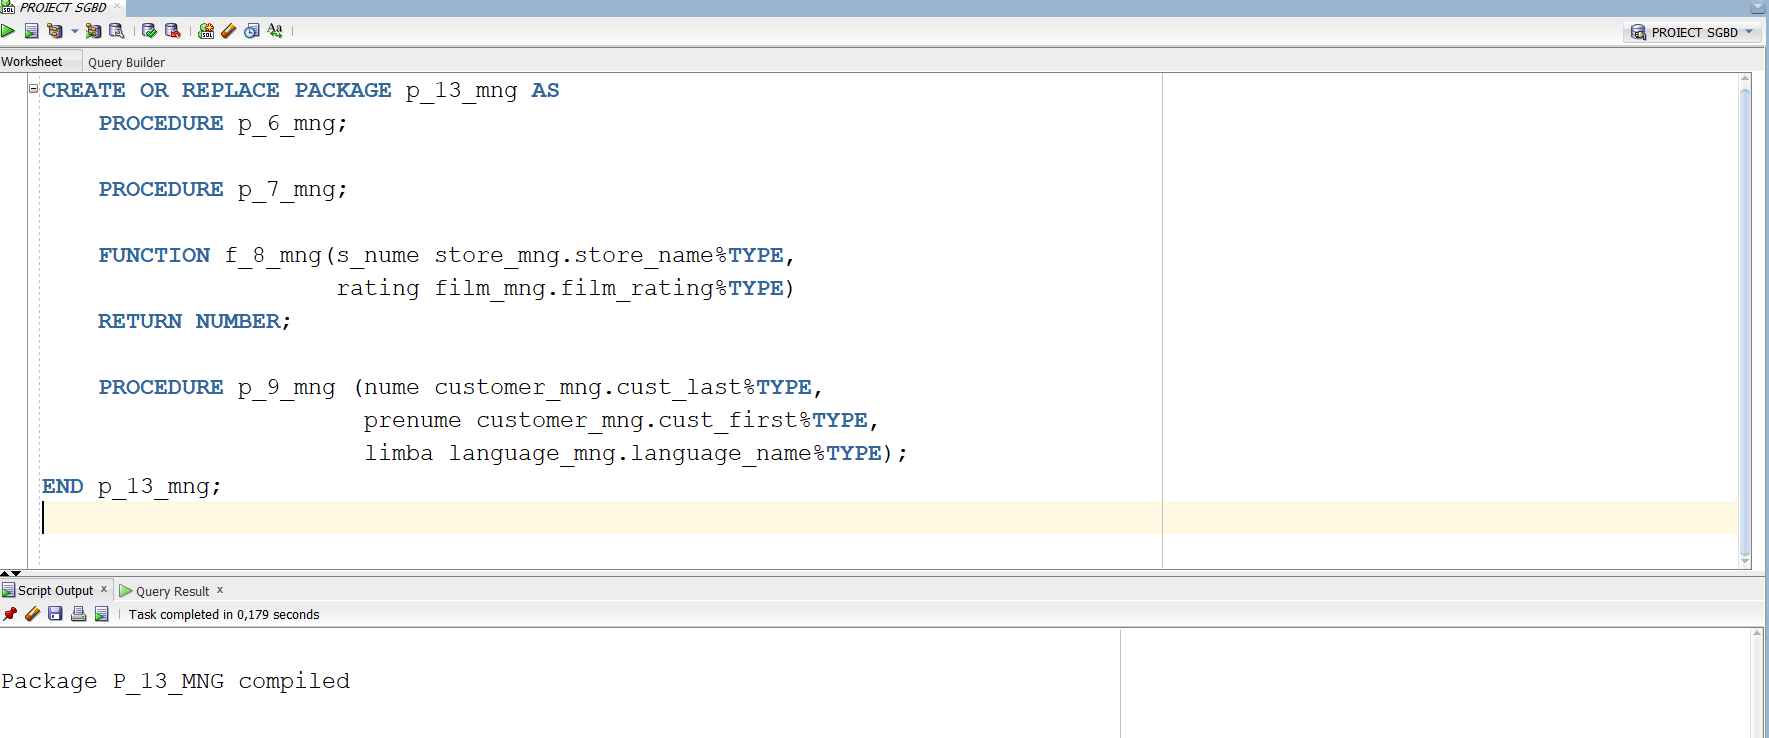 PROIECT SGBD
PROIECT SGBD
Worksheet Query Builder
CREATE OR REPLACE PACKAGE p_13_mng AS
PROCEDURE p_6_mng;
PROCEDURE p_7_mng;
FUNCTION f_8_mng(s_nume store_mng.store_name%TYPE,
rating film_mng.film_rating%TYPE)
RETURN NUMBER;
PROCEDURE p_9_mng (nume customer_mng.cust_last%TYPE,
prenume customer_mng.cust_first%TYPE,
limba language_mng.language_name%TYPE);
END p_13_mng;
Script Output x Query Result x
Task completed in 0,179 seconds
Package P_13_MNG compiled